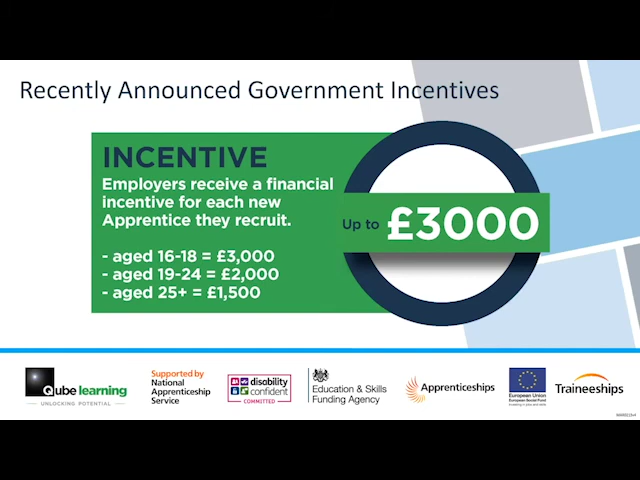 Recently Announced Government Incentives
INCENTIVE
Employers receive a financial
incentive for each new
Apprentice they recruit.
- aged 16-18 = £3,000
- aged 19-24 = £2,000
- aged 25+ = £1,500
Up to £3000
Qube learning
UNLOCKING POTENTIAL
Supported by
National
Apprenticeship
Service
disability
confident
COMMITTED
Education & Skills
Funding Agency
Apprenticeships
European Union
European Social Fund
Traineeships